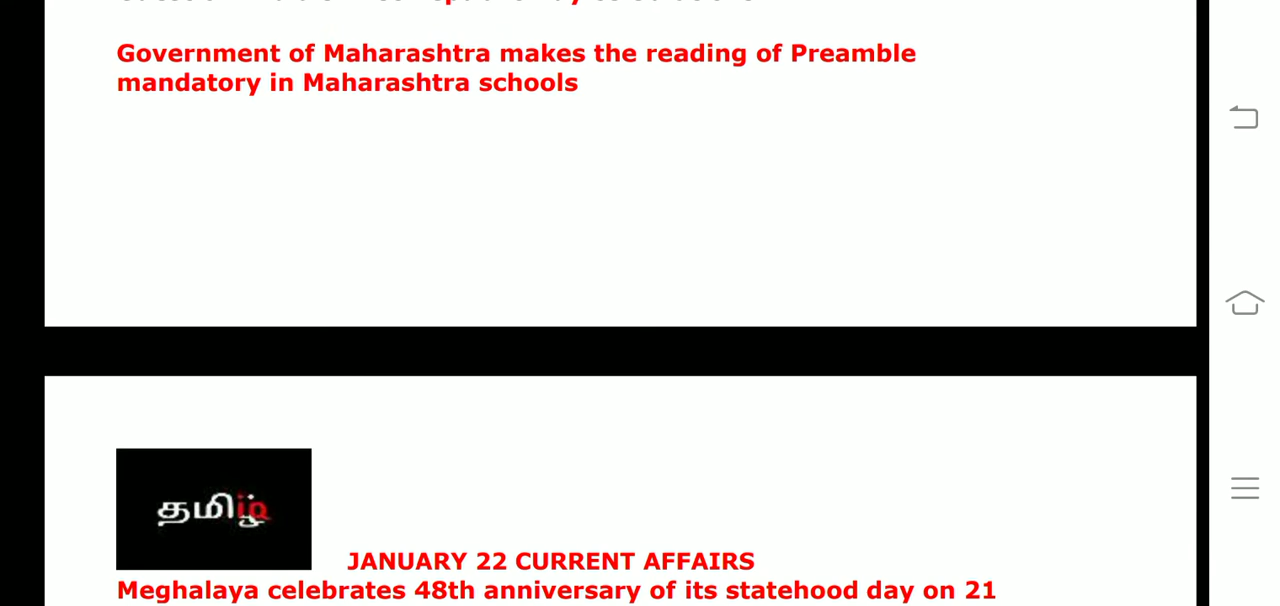 Government of Maharashtra makes the reading of Preamble
mandatory in Maharashtra schools
தமிழ்
JANUARY 22 CURRENT AFFAIRS
Meghalaya celebrates 48th anniversary of its statehood day on 21